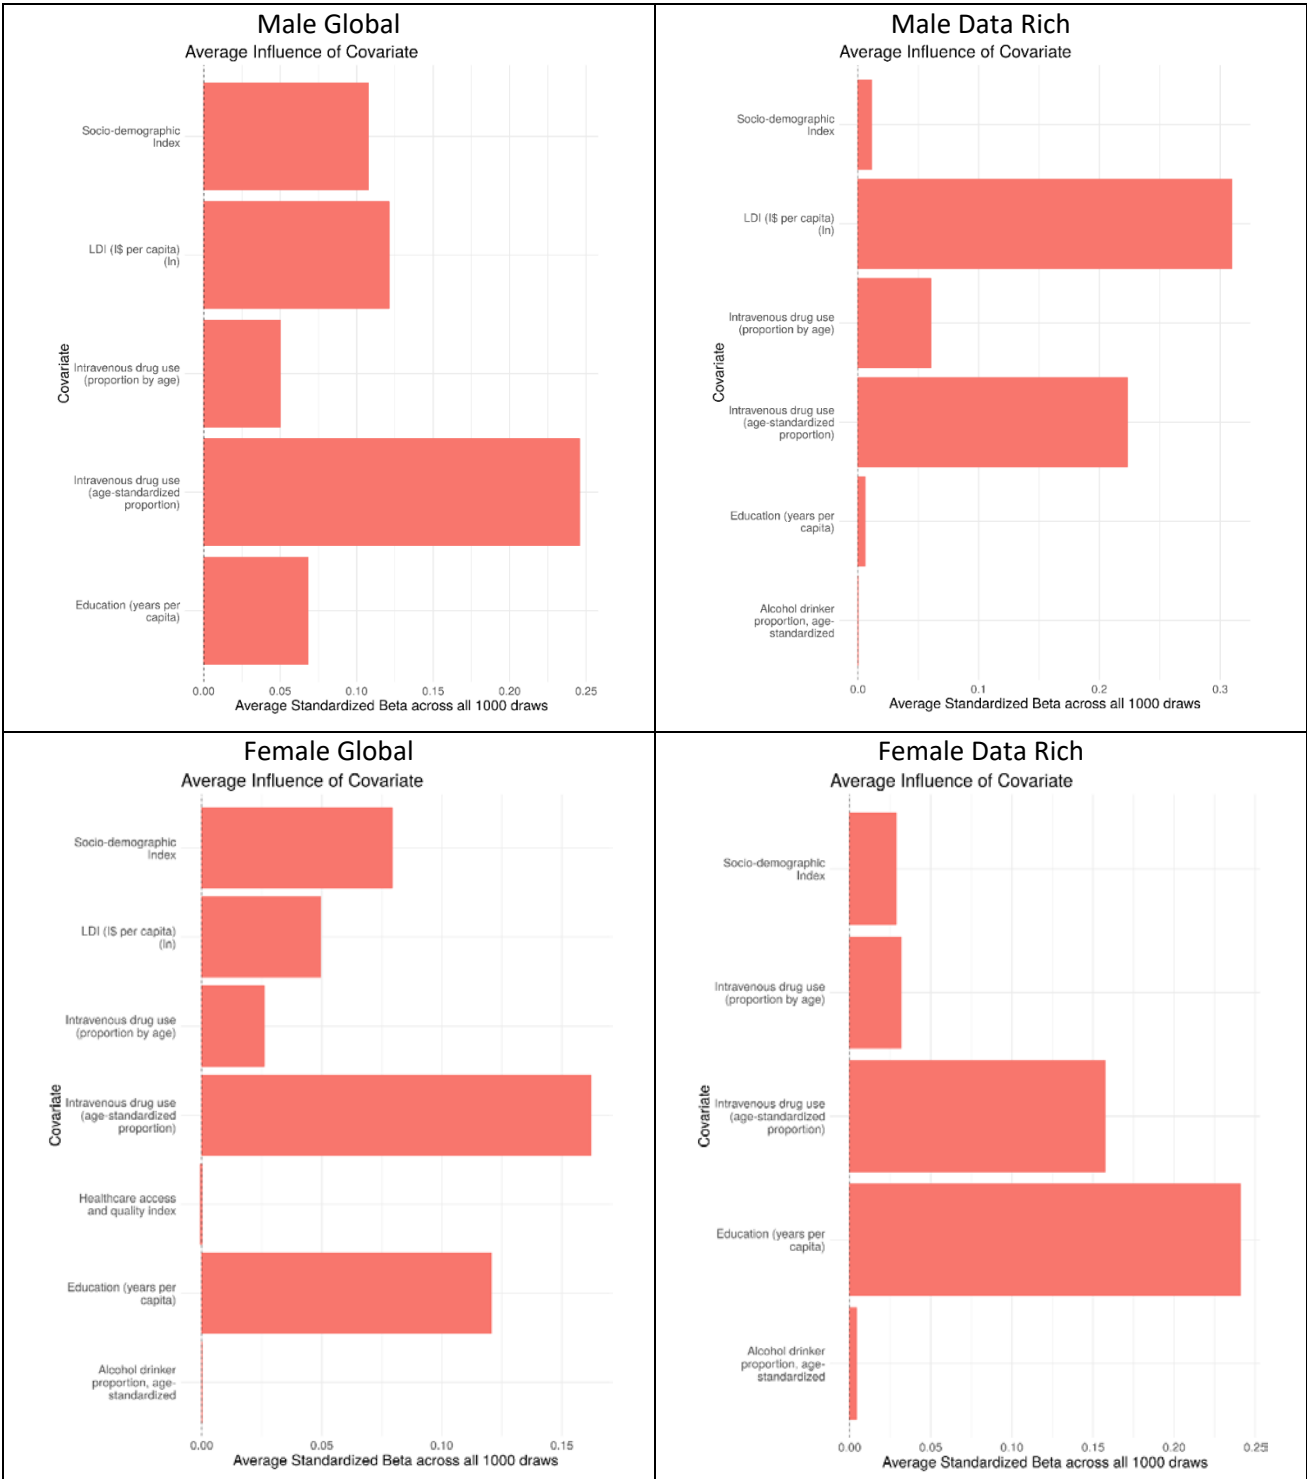 Male Global
Average Influence of Covariate
Covariate
Socio-demographic
Index
LDI (I$ per capita)
(ln)
Intravenous drug use
(proportion by age)
Intravenous drug use
(age-standardized
proportion)
Education (years per
capita)
0.00 0.05 0.10 0.15 0.20 0.25
Average Standardized Beta across all 1000 draws
Male Data Rich
Average Influence of Covariate
Covariate
Socio-demographic
Index
LDI (I$ per capita)
(ln)
Intravenous drug use
(proportion by age)
Intravenous drug use
(age-standardized
proportion)
Education (years per
capita)
Alcohol drinker
proportion, age-
standardized
0.0 0.1 0.2 0.3
Average Standardized Beta across all 1000 draws
Female Global
Average Influence of Covariate
Covariate
Socio-demographic
Index
LDI (I$ per capita)
(ln)
Intravenous drug use
(proportion by age)
Intravenous drug use
(age-standardized
proportion)
Healthcare access
and quality index
Education (years per
capita)
Alcohol drinker
proportion, age-
standardized
0.00 0.05 0.10 0.15
Average Standardized Beta across all 1000 draws
Female Data Rich
Average Influence of Covariate
Covariate
Socio-demographic
Index
Intravenous drug use
(proportion by age)
Intravenous drug use
(age-standardized
proportion)
Education (years per
capita)
Alcohol drinker
proportion, age-
standardized
0.00 0.05 0.10 0.15 0.20 0.25
Average Standardized Beta across all 1000 draws